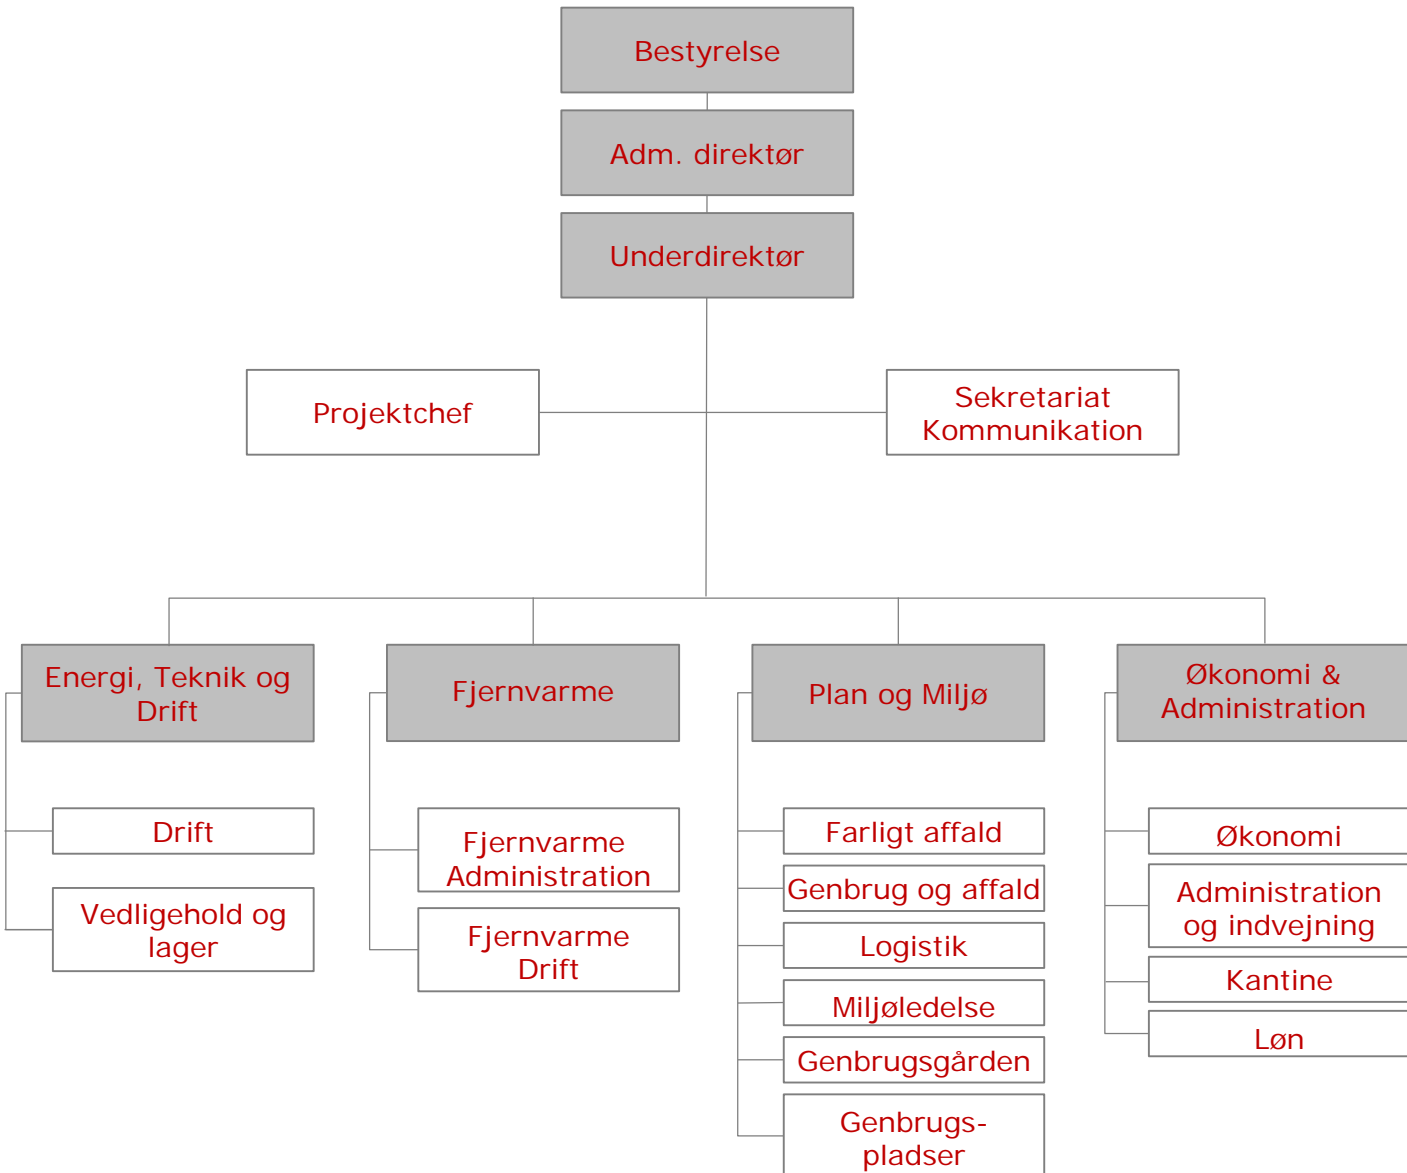 Bestyrelse
Adm. direktør
Underdirektør
Projektchef
Sekretariat
Kommunikation
Energi, Teknik og
Drift
Fjernvarme
Plan og Miljø
Økonomi &
Administration
Drift
Vedligehold og
lager
Fjernvarme
Administration
Fjernvarme
Drift
Farligt affald
Genbrug og affald
Logistik
Miljøledelse
Genbrugsgården
Genbrugs-
pladser
Økonomi
Administration
og indvejning
Kantine
Løn